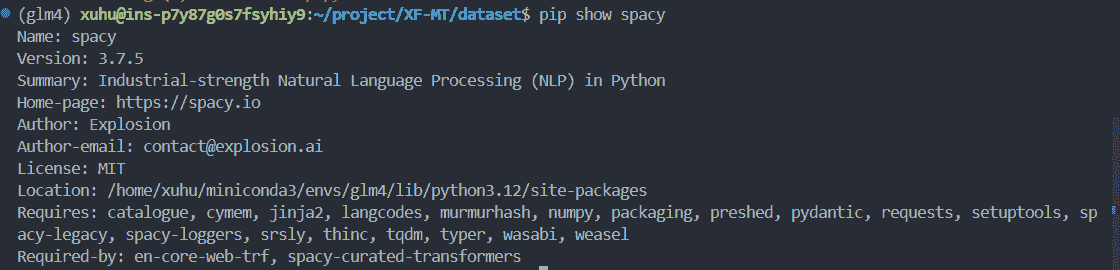 (glm4) xuhu@ins-p7y87g0s7fsyhiy9:~/project/XF-MT/dataset$ pip show spacy
Name: spacy
Version: 3.7.5
Summary: Industrial-strength Natural Language Processing (NLP) in Python
Home-page: https://spacy.io
Author: Explosion
Author-email: contact@explosion.ai
License: MIT
Location: /home/xuhu/miniconda3/envs/glm4/lib/python3.12/site-packages
Requires: catalogue, cymem, jinja2, langcodes, murmurhash, numpy, packaging, preshed, pydantic, requests, setuptools, sp
acy-legacy, spacy-loggers, srsly, thinc, tqdm, typer, wasabi, weasel
Required-by: en-core-web-trf, spacy-curated-transformers